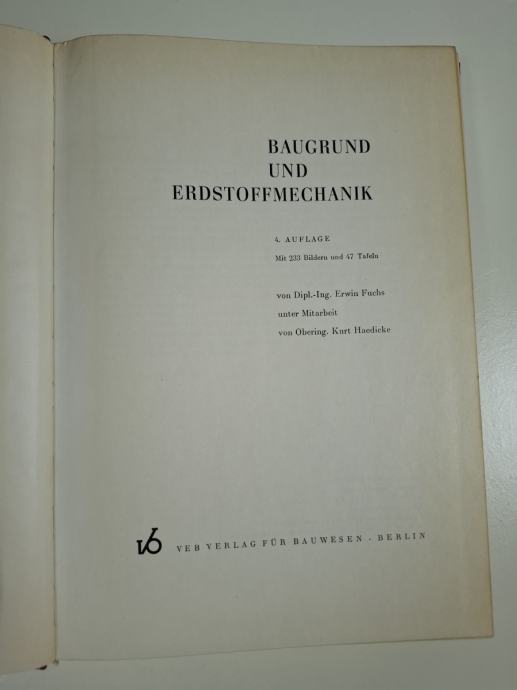 BAUGRUND
UND
ERDSTOFFMECHANIK
4. AUFLAGE
Mit 233 Bildern und 47 Tafeln
von Dipl.-Ing. Erwin Fuchs
unter Mitarbeit
von Obering. Kurt Haedicke
VEB VERLAG FÜR BAUWESEN · BERLIN